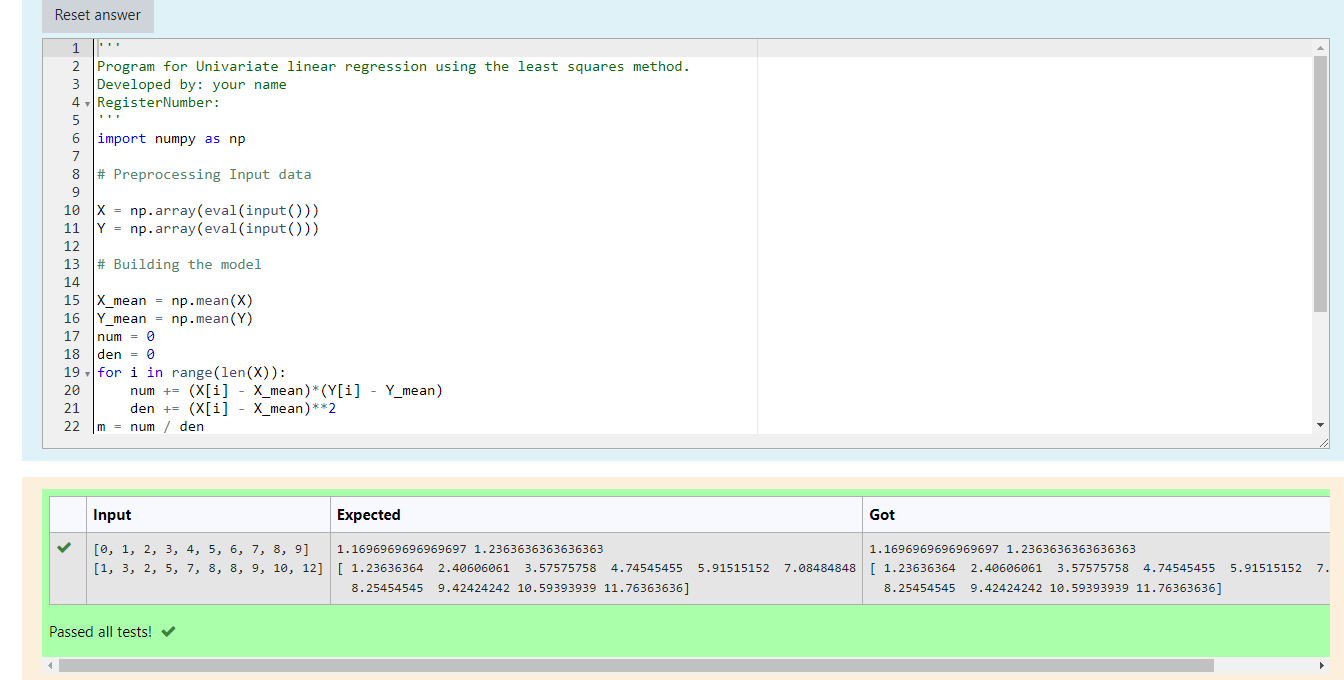 Reset answer
1 '''
2 Program for Univariate linear regression using the least squares method.
3 Developed by: your name
4 RegisterNumber:
5 '''
6 import numpy as np
7
8 # Preprocessing Input data
9
10 X = np.array(eval(input()))
11 Y = np.array(eval(input()))
12
13 # Building the model
14
15 X_mean = np.mean(X)
16 Y_mean = np.mean(Y)
17 num = 0
18 den = 0
19 for i in range(len(X)):
20     num += (X[i] - X_mean)*(Y[i] - Y_mean)
21     den += (X[i] - X_mean)**2
22 m = num / den
Input Expected Got
[0, 1, 2, 3, 4, 5, 6, 7, 8, 9] 1.1696969696969697 1.2363636363636363 1.1696969696969697 1.2363636363636363
[1, 3, 2, 5, 7, 8, 8, 9, 10, 12] [ 1.23636364  2.40606061  3.57575758  4.74545455  5.91515152  7.08484848 [ 1.23636364  2.40606061  3.57575758  4.74545455  5.91515152  7.
8.25454545  9.42424242 10.59393939 11.76363636] 8.25454545  9.42424242 10.59393939 11.76363636]
Passed all tests!